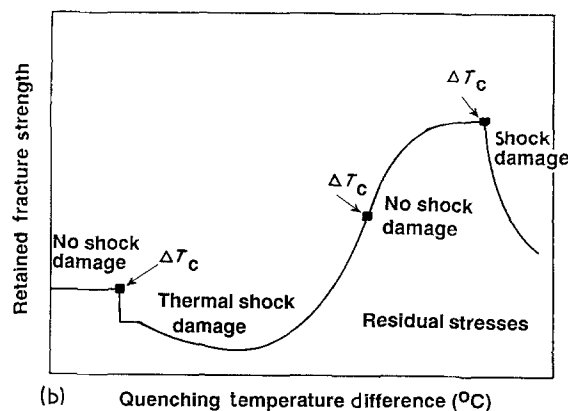 Retained fracture strength
No shock
damage
ΔTc
Thermal shock
damage
ΔTc
No shock
damage
ΔTc
Shock
damage
Residual stresses
(b)
Quenching temperature difference (ºC)